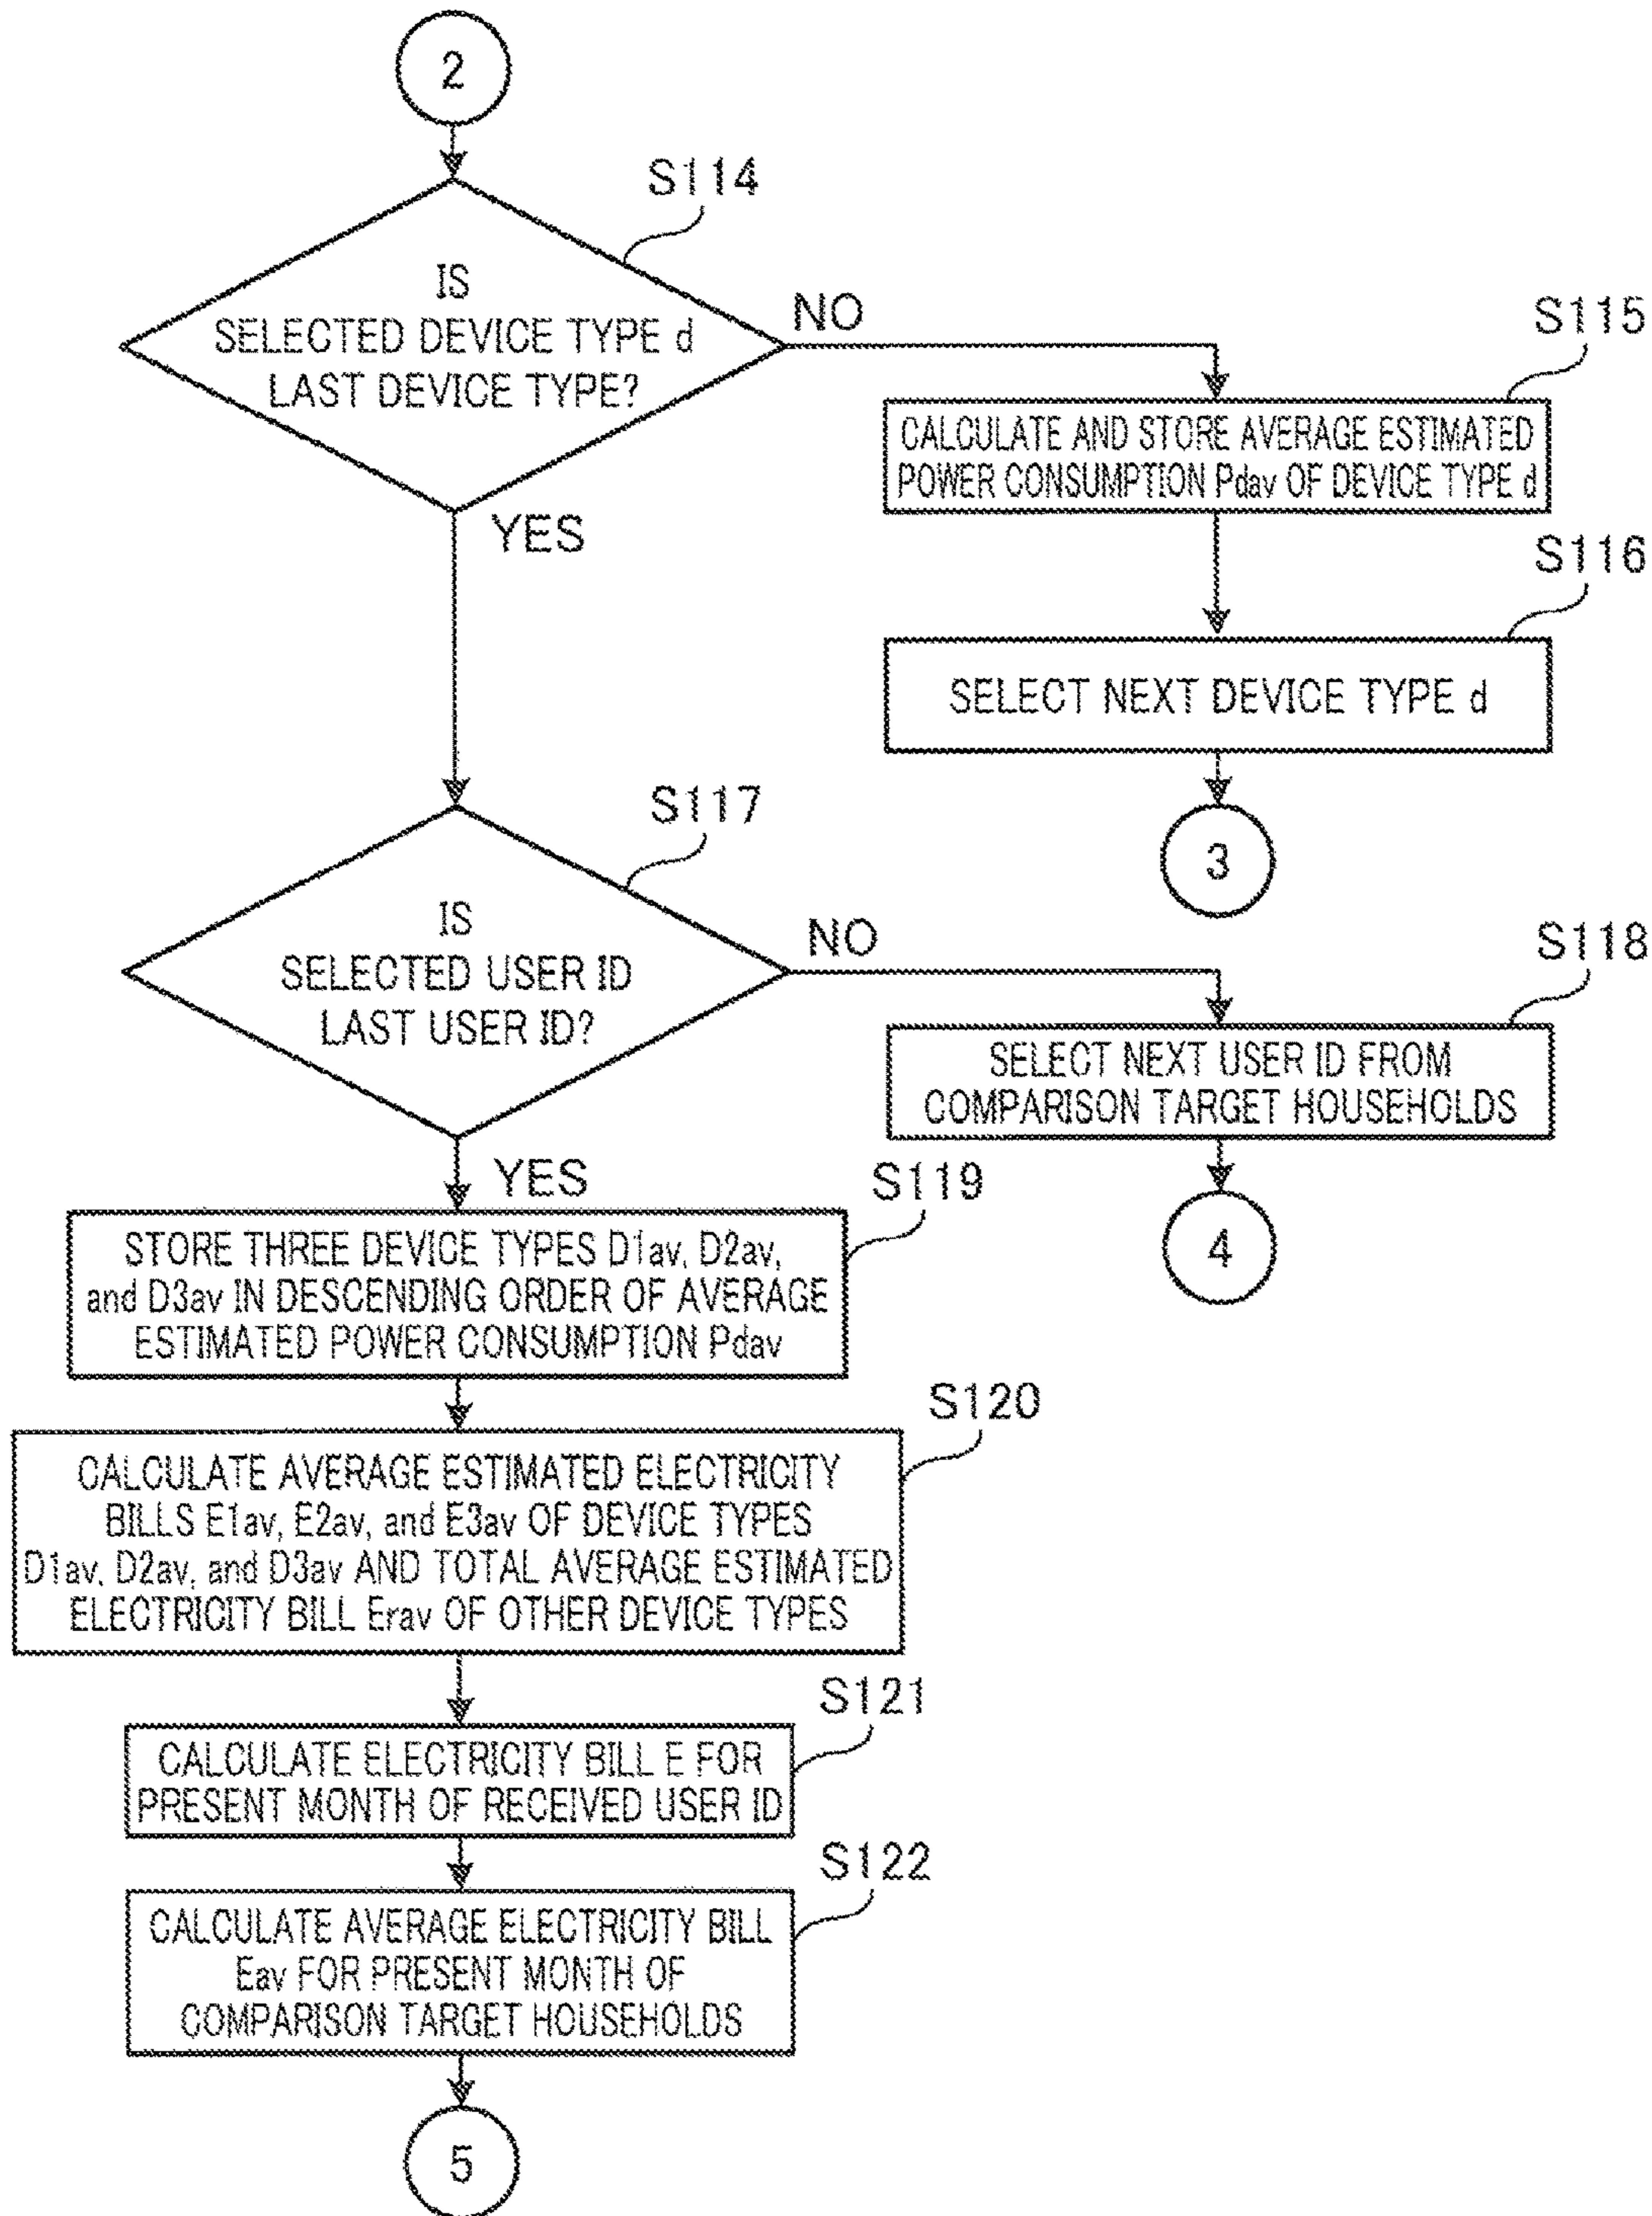 2
S114
IS
SELECTED DEVICE TYPE d
LAST DEVICE TYPE?
NO
YES
S115
CALCULATE AND STORE AVERAGE ESTIMATED
POWER CONSUMPTION Pdav OF DEVICE TYPE d
S116
SELECT NEXT DEVICE TYPE d
3
S117
IS
SELECTED USER ID
LAST USER ID?
NO
YES
S118
SELECT NEXT USER ID FROM
COMPARISON TARGET HOUSEHOLDS
4
S119
STORE THREE DEVICE TYPES D1av, D2av,
and D3av IN DESCENDING ORDER OF AVERAGE
ESTIMATED POWER CONSUMPTION Pdav
S120
CALCULATE AVERAGE ESTIMATED ELECTRICITY
BILLS E1av, E2av, and E3av OF DEVICE TYPES
D1av, D2av, and D3av AND TOTAL AVERAGE ESTIMATED
ELECTRICITY BILL Erav OF OTHER DEVICE TYPES
S121
CALCULATE ELECTRICITY BILL E FOR
PRESENT MONTH OF RECEIVED USER ID
S122
CALCULATE AVERAGE ELECTRICITY BILL
Eav FOR PRESENT MONTH OF
COMPARISON TARGET HOUSEHOLDS
5